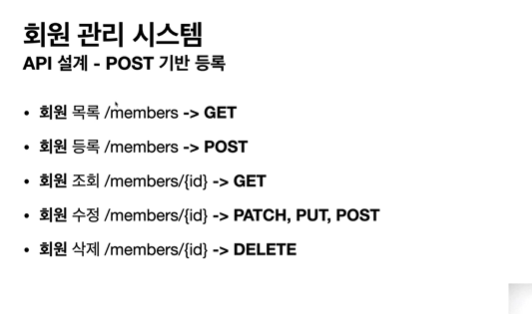 회원 관리 시스템
API 설계 - POST 기반 등록
• 회원 목록 /members -> GET
• 회원 등록 /members -> POST
• 회원 조회 /members/{id} -> GET
• 회원 수정 /members/{id} -> PATCH, PUT, POST
• 회원 삭제 /members/{id} -> DELETE